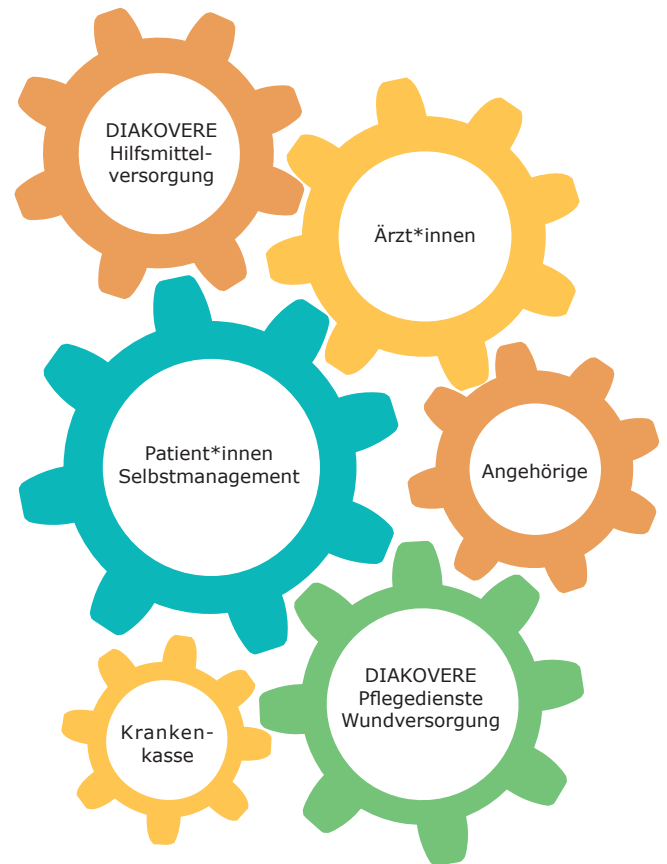 DIAKOVERE
Hilfsmittel-
versorgung
Ärzt*innen
Patient*innen
Selbstmanagement
Angehörige
DIAKOVERE
Pflegedienste
Wundversorgung
Kranken-
kasse